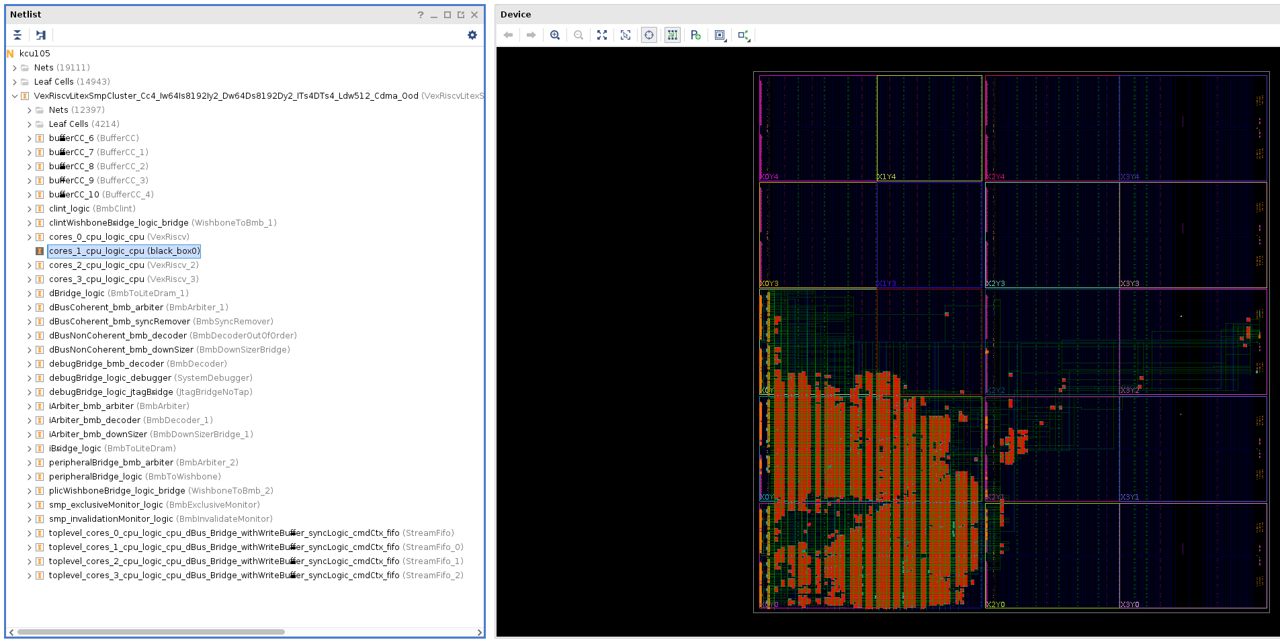 Netlist
?
kcu105
Nets (19111)
Leaf Cells (14943)
VexRiscvLitexSmpCluster_Cc4_Iw64Is8192Iy2_Dw64Ds8192Dy2_ITs4DTs4_Ldw512_Cdma_Ood (VexRiscvLitexS
Nets (12397)
Leaf Cells (4214)
bufferCC_6 (BufferCC)
bufferCC_7 (BufferCC_1)
bufferCC_8 (BufferCC_2)
bufferCC_9 (BufferCC_3)
bufferCC_10 (BufferCC_4)
clint_logic (BmbClint)
clintWishboneBridge_logic_bridge (WishboneToBmb_1)
cores_0_cpu_logic_cpu (VexRiscv)
cores_1_cpu_logic_cpu (black_box0)
cores_2_cpu_logic_cpu (VexRiscv_2)
cores_3_cpu_logic_cpu (VexRiscv_3)
dBridge_logic (BmbToLiteDram_1)
dBusCoherent_bmb_arbiter (BmbArbiter_1)
dBusCoherent_bmb_syncRemover (BmbSyncRemover)
dBusNonCoherent_bmb_decoder (BmbDecoderOutOfOrder)
dBusNonCoherent_bmb_downSizer (BmbDownSizerBridge)
debugBridge_bmb_decoder (BmbDecoder)
debugBridge_logic_debugger (SystemDebugger)
debugBridge_logic_jtagBridge (JtagBridgeNoTap)
iArbiter_bmb_arbiter (BmbArbiter)
iArbiter_bmb_decoder (BmbDecoder_1)
iArbiter_bmb_downSizer (BmbDownSizerBridge_1)
iBridge_logic (BmbToLiteDram)
peripheralBridge_bmb_arbiter (BmbArbiter_2)
peripheralBridge_logic (BmbToWishbone)
plicWishboneBridge_logic_bridge (WishboneToBmb_2)
smp_exclusiveMonitor_logic (BmbExclusiveMonitor)
smp_invalidationMonitor_logic (BmbInvalidateMonitor)
toplevel_cores_0_cpu_logic_cpu_dBus_Bridge_withWriteBuffer_syncLogic_cmdCtx_fifo (StreamFifo)
toplevel_cores_1_cpu_logic_cpu_dBus_Bridge_withWriteBuffer_syncLogic_cmdCtx_fifo (StreamFifo_0)
toplevel_cores_2_cpu_logic_cpu_dBus_Bridge_withWriteBuffer_syncLogic_cmdCtx_fifo (StreamFifo_1)
toplevel_cores_3_cpu_logic_cpu_dBus_Bridge_withWriteBuffer_syncLogic_cmdCtx_fifo (StreamFifo_2)
Device
X0Y4 X1Y4 X2Y4 X3Y4
X0Y3 X1Y3 X2Y3 X3Y3
X2Y2 X3Y2
X2Y1 X3Y1
X0Y0 X2Y0 X3Y0